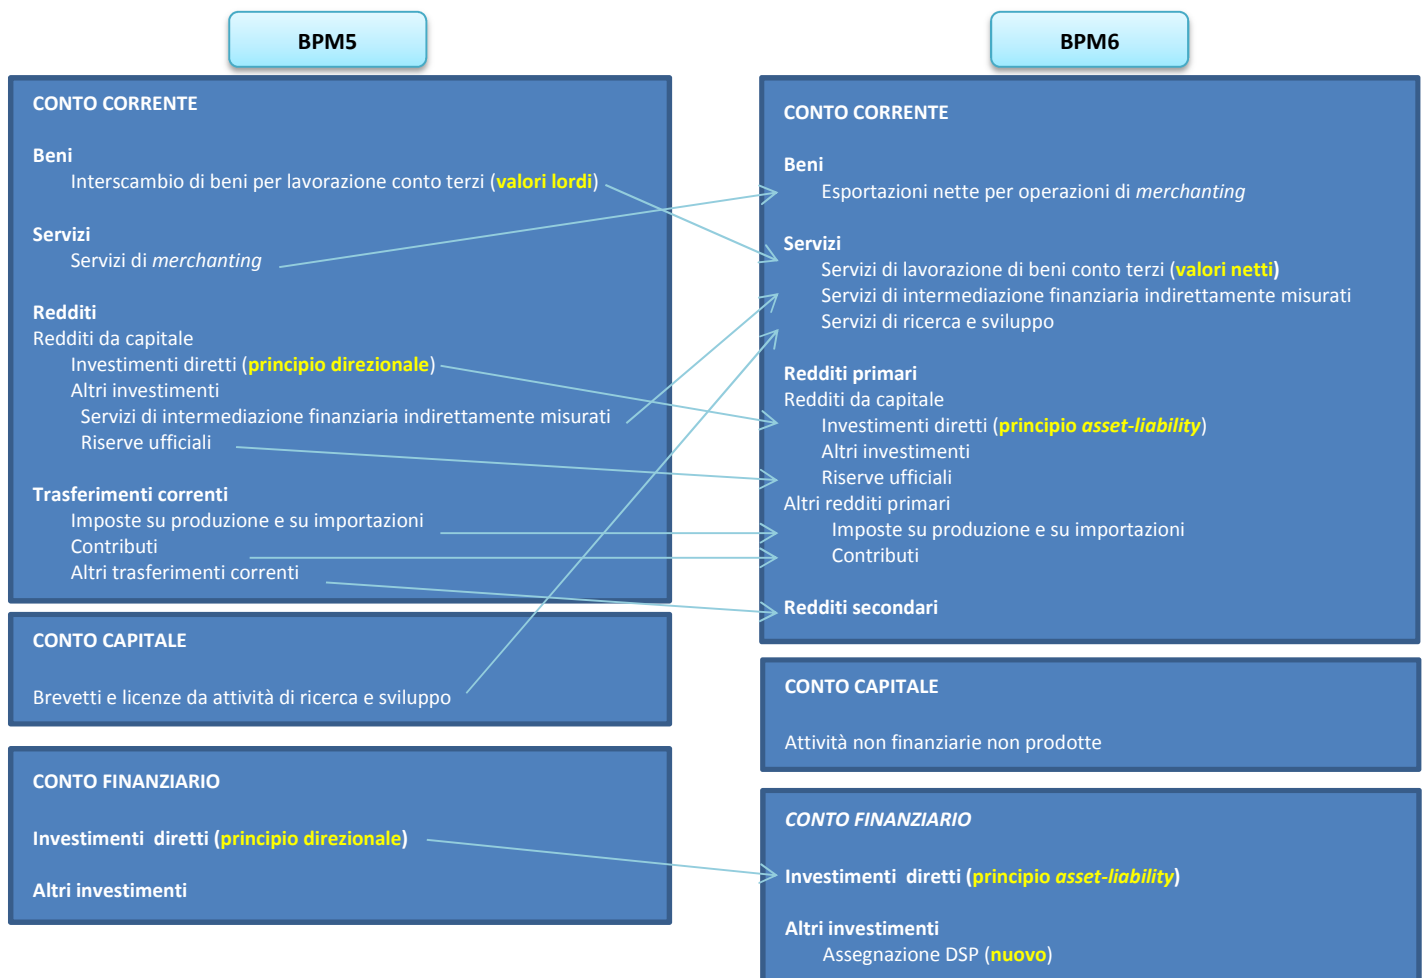 BPM5
CONTO CORRENTE
Beni
Interscambio di beni per lavorazione conto terzi (valori lordi)
Servizi
Servizi di merchanting
Redditi
Redditi da capitale
Investimenti diretti (principio direzionale)
Altri investimenti
Servizi di intermediazione finanziaria indirettamente misurati
Riserve ufficiali
Trasferimenti correnti
Imposte su produzione e su importazioni
Contributi
Altri trasferimenti correnti
CONTO CAPITALE
Brevetti e licenze da attività di ricerca e sviluppo
CONTO FINANZIARIO
Investimenti diretti (principio direzionale)
Altri investimenti
BPM6
CONTO CORRENTE
Beni
Esportazioni nette per operazioni di merchanting
Servizi
Servizi di lavorazione di beni conto terzi (valori netti)
Servizi di intermediazione finanziaria indirettamente misurati
Servizi di ricerca e sviluppo
Redditi primari
Redditi da capitale
Investimenti diretti (principio asset-liability)
Altri investimenti
Riserve ufficiali
Altri redditi primari
Imposte su produzione e su importazioni
Contributi
Redditi secondari
CONTO CAPITALE
Attività non finanziarie non prodotte
CONTO FINANZIARIO
Investimenti diretti (principio asset-liability)
Altri investimenti
Assegnazione DSP (nuovo)